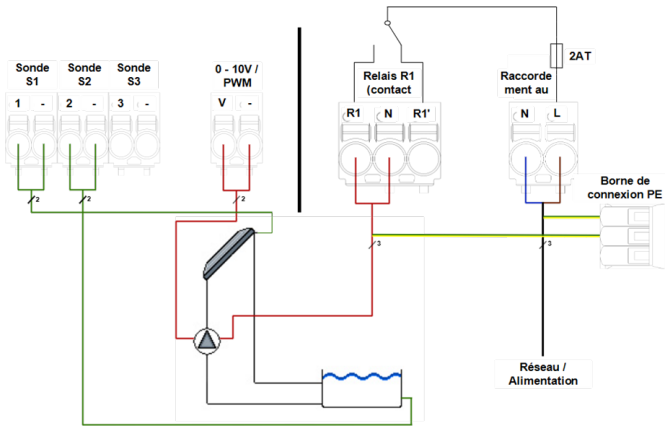 Sonde
S1
Sonde
S2
Sonde
S3
0 - 10V /
PWM
Relais R1
(contact
2AT
Raccorde
ment au
1 -
2 -
3 -
V -
R1 N R1'
N L
Borne de
connexion PE
2
2
2
3
3
Réseau /
Alimentation